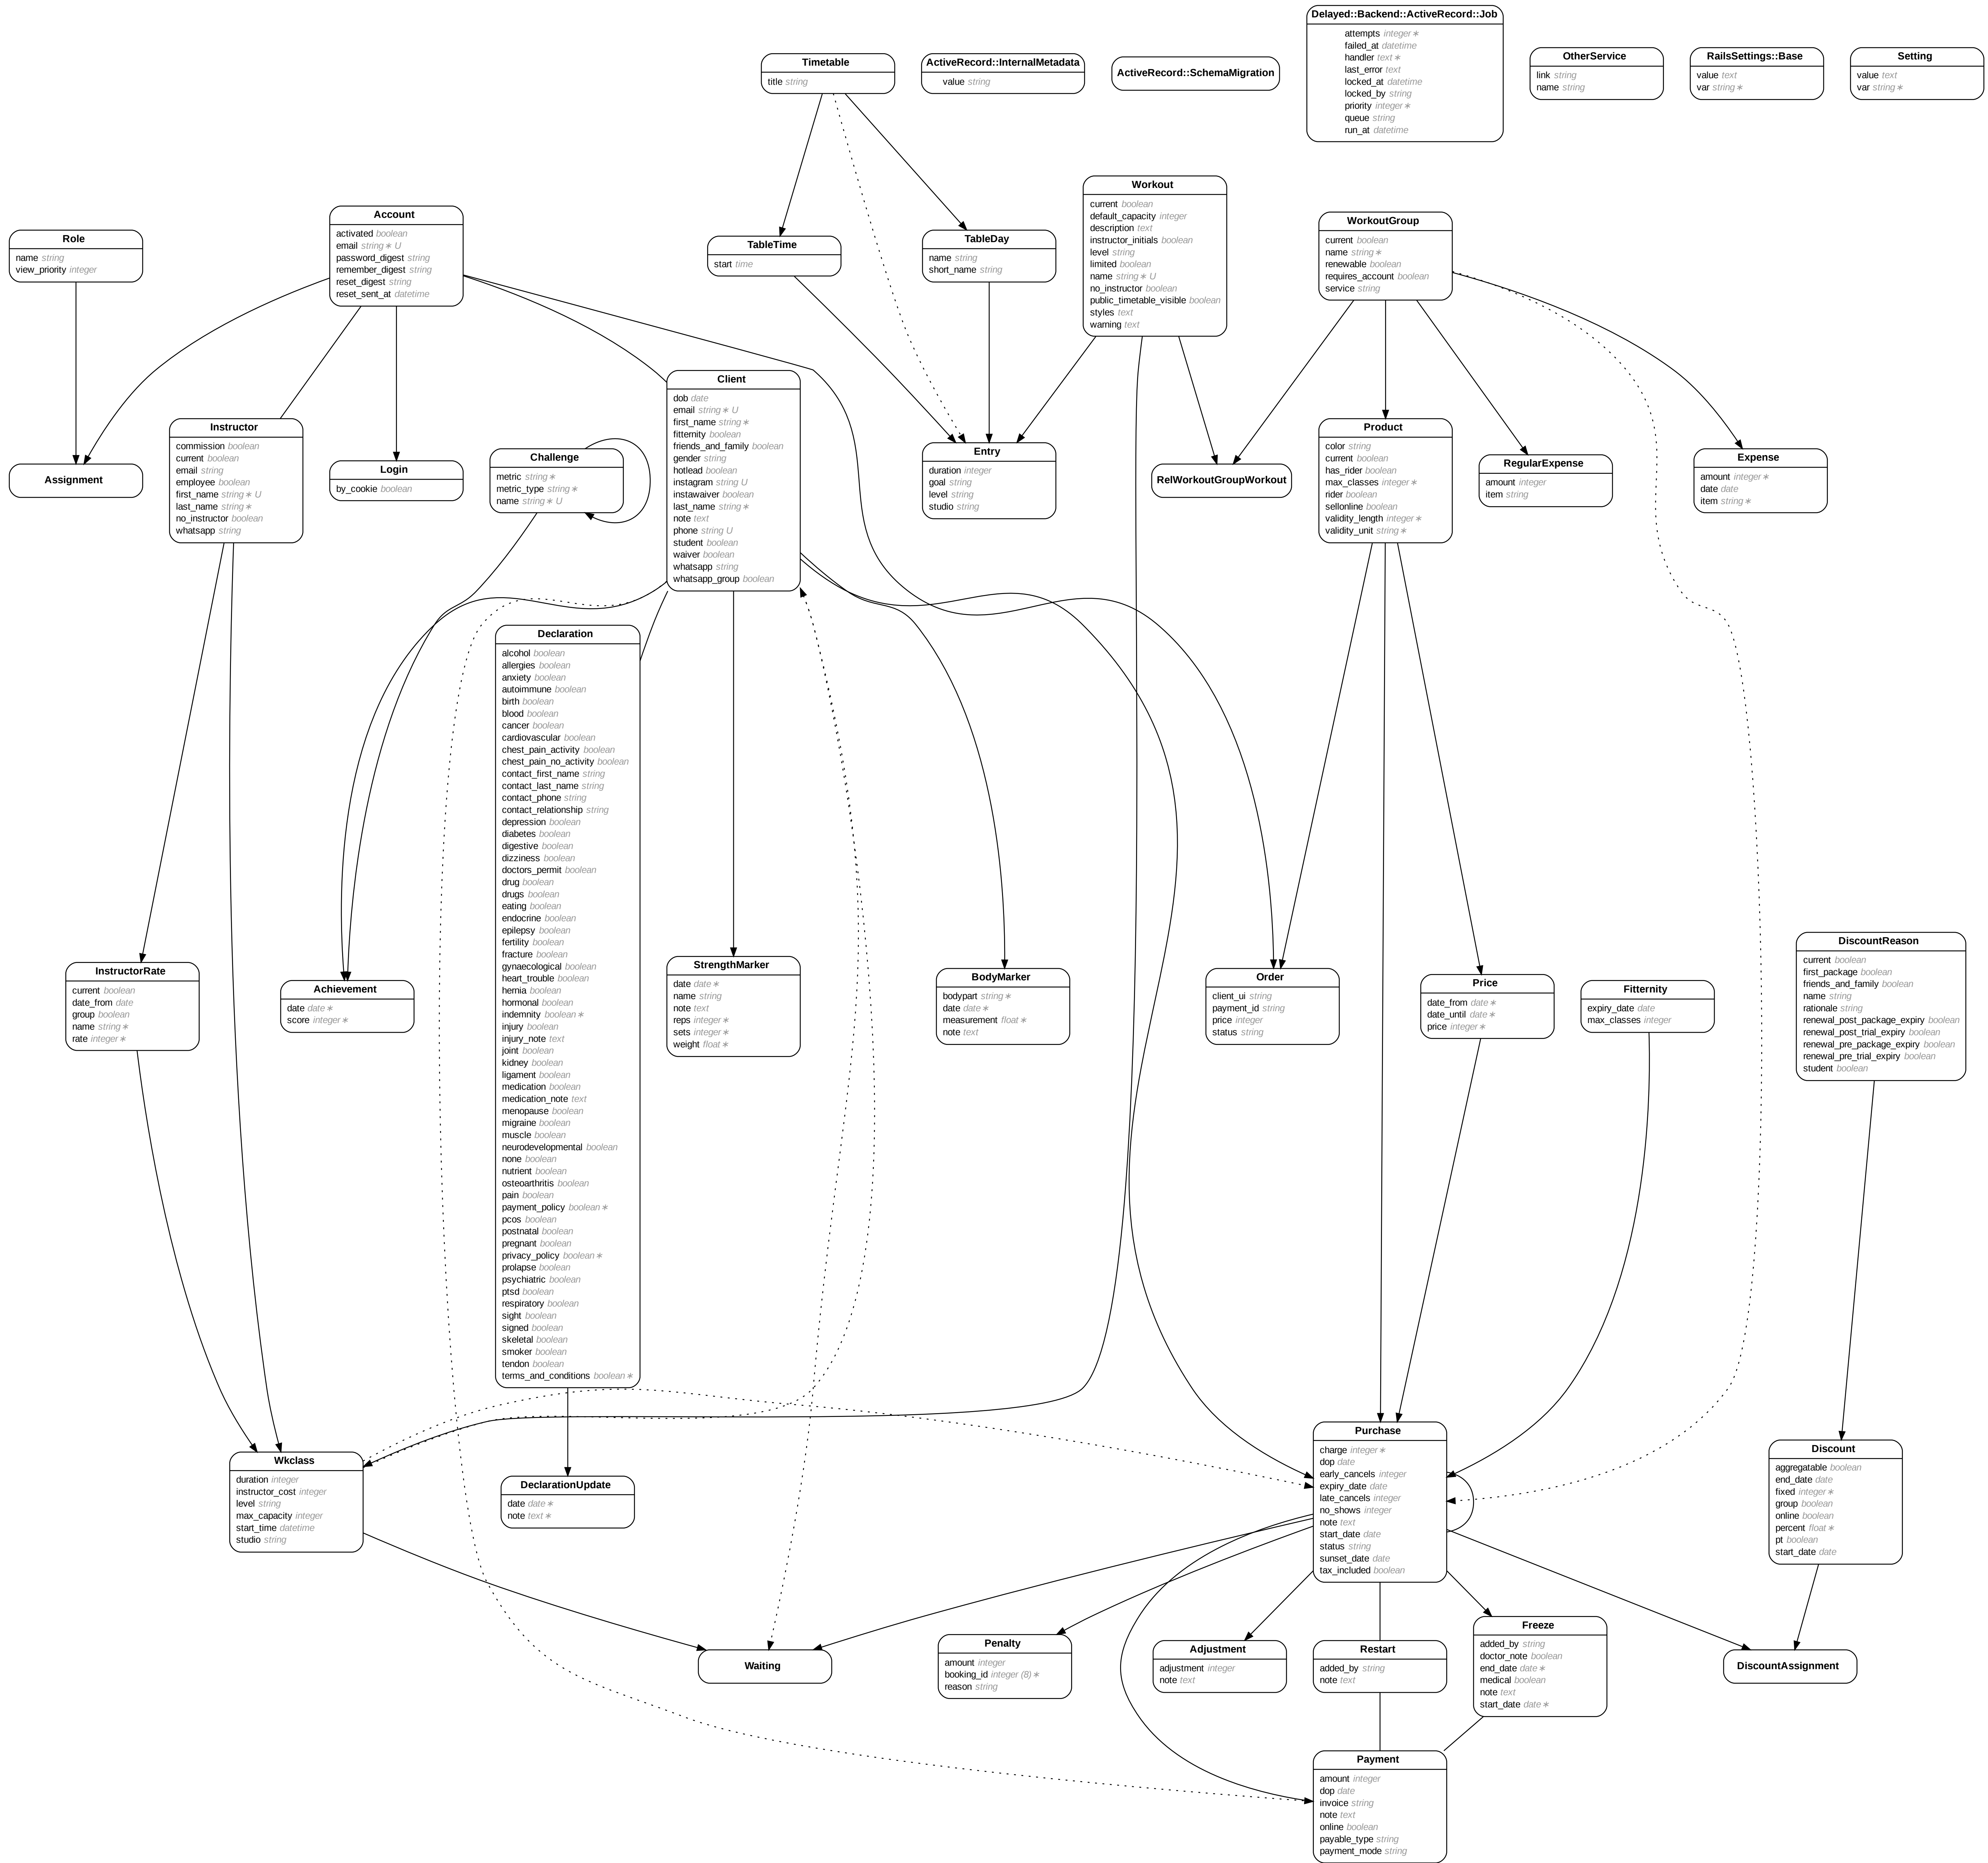 Delayed::Backend::ActiveRecord::Job
attempts integer ∗
failed_at datetime
handler text ∗
last_error text
locked_at datetime
locked_by string
priority integer ∗
queue string
run_at datetime
Timetable
title string
ActiveRecord::InternalMetadata
value string
ActiveRecord::SchemaMigration
OtherService
link string
name string
RailsSettings::Base
value text
var string ∗
Setting
value text
var string ∗
Role
name string
view_priority integer
Account
activated boolean
email string ∗ U
password_digest string
remember_digest string
reset_digest string
reset_sent_at datetime
TableTime
start time
TableDay
name string
short_name string
Workout
current boolean
default_capacity integer
description text
instructor_initials boolean
level string
limited boolean
name string ∗ U
no_instructor boolean
public_timetable_visible boolean
styles text
warning text
WorkoutGroup
current boolean
name string ∗
renewable boolean
requires_account boolean
service string
Assignment
Instructor
commission boolean
current boolean
email string
employee boolean
first_name string ∗ U
last_name string ∗
no_instructor boolean
whatsapp string
Login
by_cookie boolean
Challenge
metric string ∗
metric_type string ∗
name string ∗ U
Client
dob date
email string ∗ U
first_name string ∗
fitternity boolean
friends_and_family boolean
gender string
hotlead boolean
instagram string U
instawaiver boolean
last_name string ∗
note text
phone string U
student boolean
waiver boolean
whatsapp string
whatsapp_group boolean
Entry
duration integer
goal string
level string
studio string
RelWorkoutGroupWorkout
Product
color string
current boolean
has_rider boolean
max_classes integer ∗
rider boolean
sellonline boolean
validity_length integer ∗
validity_unit string ∗
RegularExpense
amount integer
item string
Expense
amount integer ∗
date date
item string ∗
Declaration
alcohol boolean
allergies boolean
anxiety boolean
autoimmune boolean
birth boolean
blood boolean
cancer boolean
cardiovascular boolean
chest_pain_activity boolean
chest_pain_no_activity boolean
contact_first_name string
contact_last_name string
contact_phone string
contact_relationship string
depression boolean
diabetes boolean
digestive boolean
dizziness boolean
doctors_permit boolean
drug boolean
drugs boolean
eating boolean
endocrine boolean
epilepsy boolean
fertility boolean
fracture boolean
gynaecological boolean
heart_trouble boolean
hernia boolean
hormonal boolean
indemnity boolean ∗
injury boolean
injury_note text
joint boolean
kidney boolean
ligament boolean
medication boolean
medication_note text
menopause boolean
migraine boolean
muscle boolean
neurodevelopmental boolean
none boolean
nutrient boolean
osteoarthritis boolean
pain boolean
payment_policy boolean ∗
pcos boolean
postnatal boolean
pregnant boolean
privacy_policy boolean ∗
prolapse boolean
psychiatric boolean
ptsd boolean
respiratory boolean
sight boolean
signed boolean
skeletal boolean
smoker boolean
tendon boolean
terms_and_conditions boolean ∗
InstructorRate
current boolean
date_from date
group boolean
name string ∗
rate integer ∗
Achievement
date date ∗
score integer ∗
StrengthMarker
date date ∗
name string
note text
reps integer ∗
sets integer ∗
weight float ∗
BodyMarker
bodypart string ∗
date date ∗
measurement float ∗
note text
Order
client_ui string
payment_id string
price integer
status string
Price
date_from date ∗
date_until date ∗
price integer ∗
Fitternity
expiry_date date
max_classes integer
DiscountReason
current boolean
first_package boolean
friends_and_family boolean
name string
rationale string
renewal_post_package_expiry boolean
renewal_post_trial_expiry boolean
renewal_pre_package_expiry boolean
renewal_pre_trial_expiry boolean
student boolean
Wkclass
duration integer
instructor_cost integer
level string
max_capacity integer
start_time datetime
studio string
DeclarationUpdate
date date ∗
note text ∗
Purchase
charge integer ∗
dop date
early_cancels integer
expiry_date date
late_cancels integer
no_shows integer
note text
start_date date
status string
sunset_date date
tax_included boolean
Discount
aggregatable boolean
end_date date
fixed integer ∗
group boolean
online boolean
percent float ∗
pt boolean
start_date date
Waiting
Penalty
amount integer
booking_id integer (8) ∗
reason string
Adjustment
adjustment integer
note text
Restart
added_by string
note text
Freeze
added_by string
doctor_note boolean
end_date date ∗
medical boolean
note text
start_date date ∗
DiscountAssignment
Payment
amount integer
dop date
invoice string
note text
online boolean
payable_type string
payment_mode string